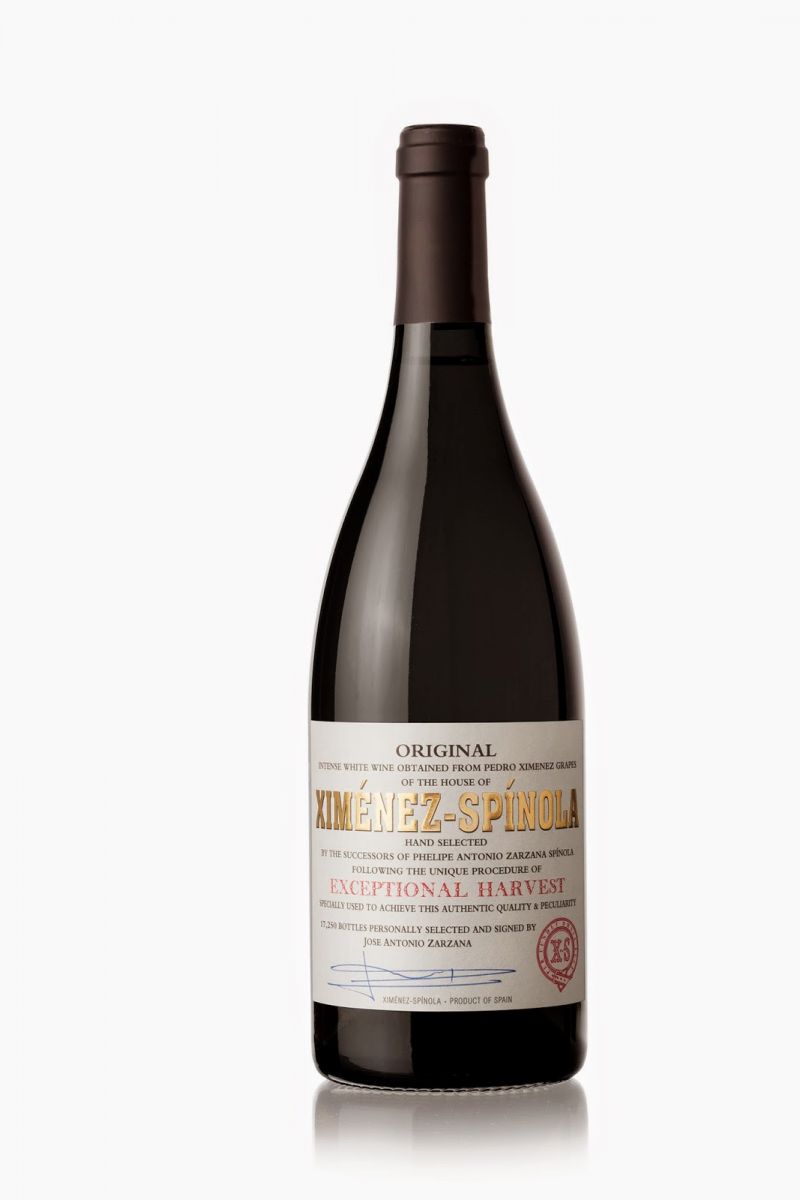 ORIGINAL
INTENSE WHITE WINE OBTAINED FROM PEDRO XIMENEZ GRAPES
OF THE HOUSE OF
XIMÉNEZ-SPÍNOLA
HAND SELECTED
BY THE SUCCESSORS OF PHELIPE ANTONIO ZARZANA SPÍNOLA
FOLLOWING THE UNIQUE PROCEDURE OF
EXCEPTIONAL HARVEST
SPECIALLY USED TO ACHIEVE THIS AUTHENTIC QUALITY & PECULIARITY
17,250 BOTTLES PERSONALLY SELECTED AND SIGNED BY
JOSE ANTONIO ZARZANA
X-S
XIMÉNEZ-SPÍNOLA - PRODUCT OF SPAIN